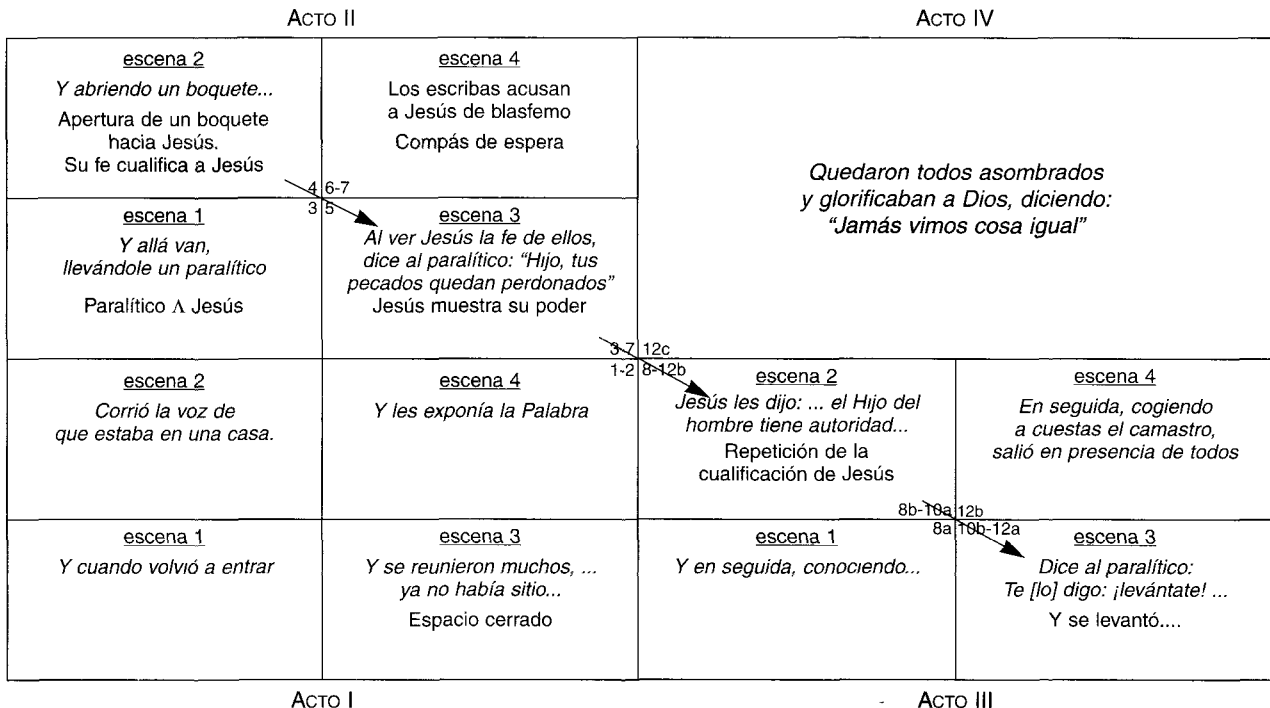 ACTO II
ACTO IV
escena 2
Y abriendo un boquete...
Apertura de un boquete
hacia Jesús.
Su fe cualifica a Jesús
escena 4
Los escribas acusan
a Jesús de blasfemo
Compás de espera
Quedaron todos asombrados
y glorificaban a Dios, diciendo:
“Jamás vimos cosa igual”
4 6-7
3 5
escena 1
Y allá van,
llevándole un paralítico
Paralítico Λ Jesús
escena 3
Al ver Jesús la fe de ellos,
dice al paralítico: “Hijo, tus
pecados quedan perdonados”
Jesús muestra su poder
3-7 12c
1-2 8-12b
escena 2
Corrió la voz de
que estaba en una casa.
escena 4
Y les exponía la Palabra
escena 2
Jesús les dijo: ... el Hijo del
hombre tiene autoridad...
Repetición de la
cualificación de Jesús
escena 4
En seguida, cogiendo
a cuestas el camastro,
salió en presencia de todos
8b-10a 12b
8a 10b-12a
escena 1
Y cuando volvió a entrar
escena 3
Y se reunieron muchos, ...
ya no había sitio...
Espacio cerrado
escena 1
Y en seguida, conociendo...
escena 3
Dice al paralítico:
Te [lo] digo: ¡levántate! ...
Y se levantó....
ACTO I
ACTO III